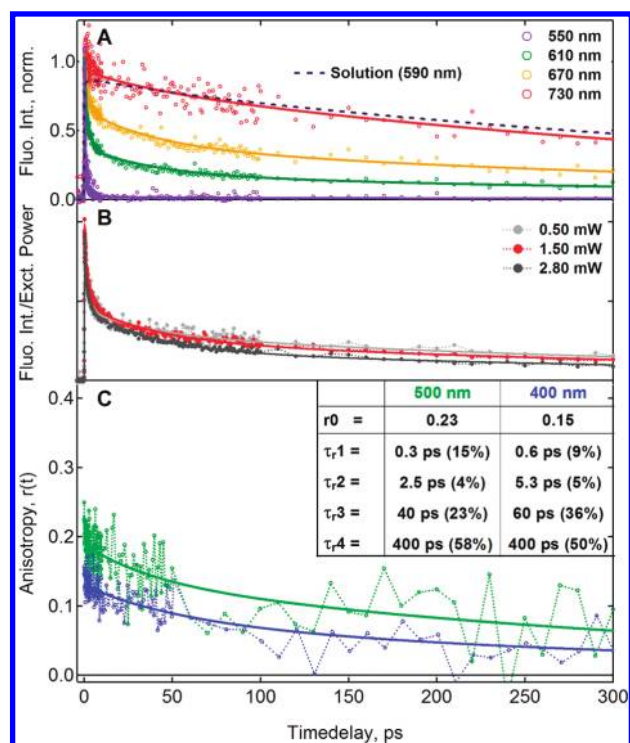 A
550 nm
610 nm
670 nm
730 nm
Solution (590 nm)
Fluo. Int., norm.
1.0
0.5
0.0
B
0.50 mW
1.50 mW
2.80 mW
Fluo. Int./Exct. Power
C
500 nm 400 nm
r0 = 0.23 0.15
τr1 = 0.3 ps (15%) 0.6 ps (9%)
τr2 = 2.5 ps (4%) 5.3 ps (5%)
τr3 = 40 ps (23%) 60 ps (36%)
τr4 = 400 ps (58%) 400 ps (50%)
Anisotropy, r(t)
0.4
0.3
0.2
0.1
0.0
0 50 100 150 200 250 300
Timedelay, ps